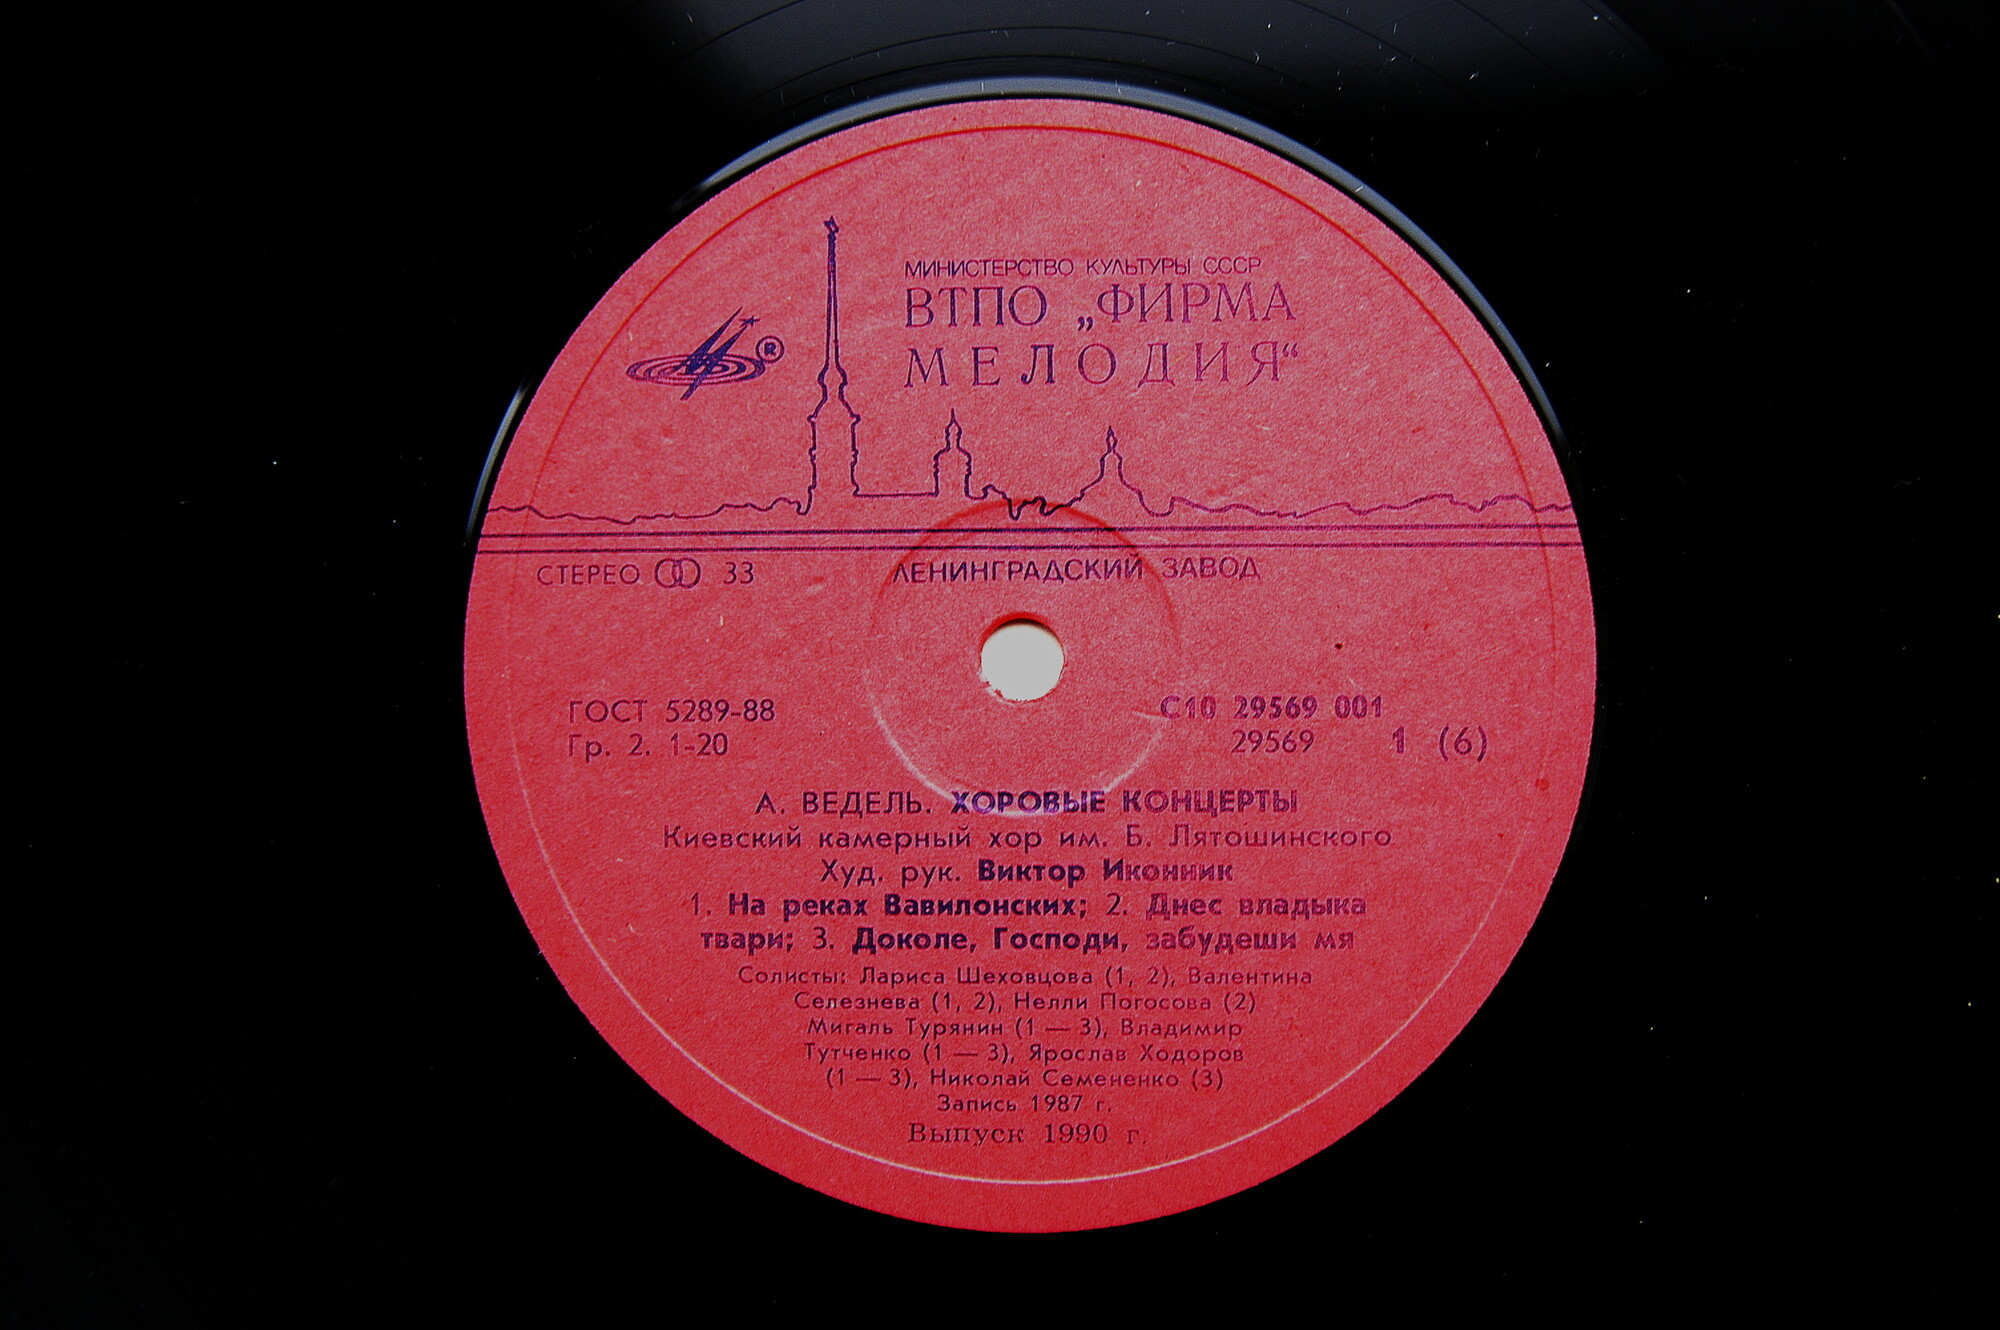 МИНИСТЕРСТВО КУЛЬТУРЫ СССР
ВТПО „ФИРМА
МЕЛОДИЯ“
®
СТЕРЕО 33
ЛЕНИНГРАДСКИЙ ЗАВОД
ГОСТ 5289-88
Гр. 2. 1-20
С10 29569 001
29569 1 (6)
А. ВЕДЕЛЬ. ХОРОВЫЕ КОНЦЕРТЫ
Киевский камерный хор им. Б. Лятошинского
Худ. рук. Виктор Иконник
1. На реках Вавилонских; 2. Днес владыка
твари; 3. Доколе, Господи, забудеши мя
Солисты: Лариса Шеховцова (1, 2), Валентина
Селезнева (1, 2), Нелли Погосова (2)
Мигаль Турянин (1 — 3), Владимир
Тутченко (1 — 3), Ярослав Ходоров
(1 — 3), Николай Семененко (3)
Запись 1987 г.
Выпуск 1990 г.